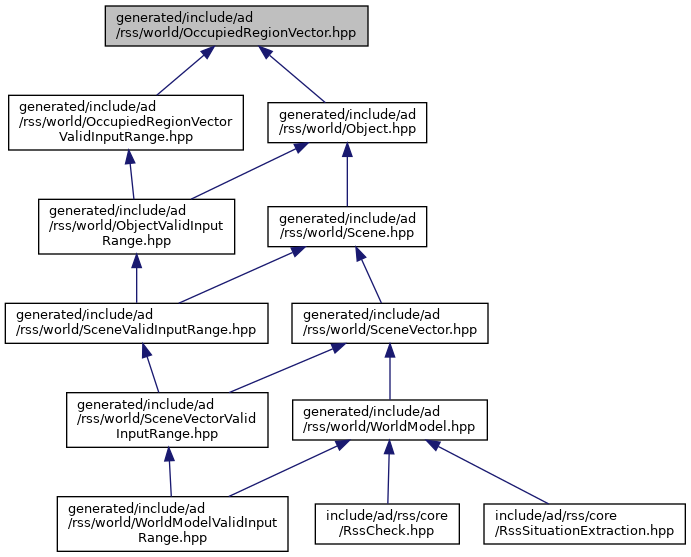 generated/include/ad
/rss/world/OccupiedRegionVector.hpp
generated/include/ad
/rss/world/OccupiedRegionVector
ValidInputRange.hpp
generated/include/ad
/rss/world/Object.hpp
generated/include/ad
/rss/world/ObjectValidInput
Range.hpp
generated/include/ad
/rss/world/Scene.hpp
generated/include/ad
/rss/world/SceneValidInputRange.hpp
generated/include/ad
/rss/world/SceneVector.hpp
generated/include/ad
/rss/world/SceneVectorValid
InputRange.hpp
generated/include/ad
/rss/world/WorldModel.hpp
generated/include/ad
/rss/world/WorldModelValidInput
Range.hpp
include/ad/rss/core
/RssCheck.hpp
include/ad/rss/core
/RssSituationExtraction.hpp